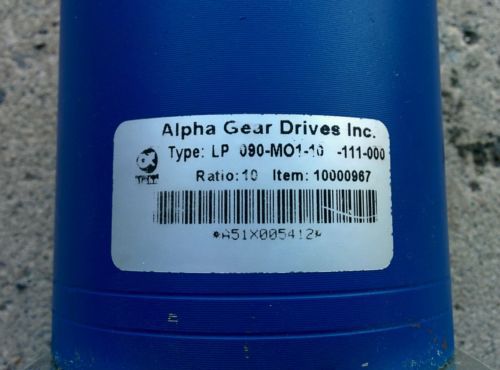 Alpha Gear Drives Inc.
Type: LP 090-MO1-10 -111-000
Ratio: 10 Item: 10000967
*A51X005412*